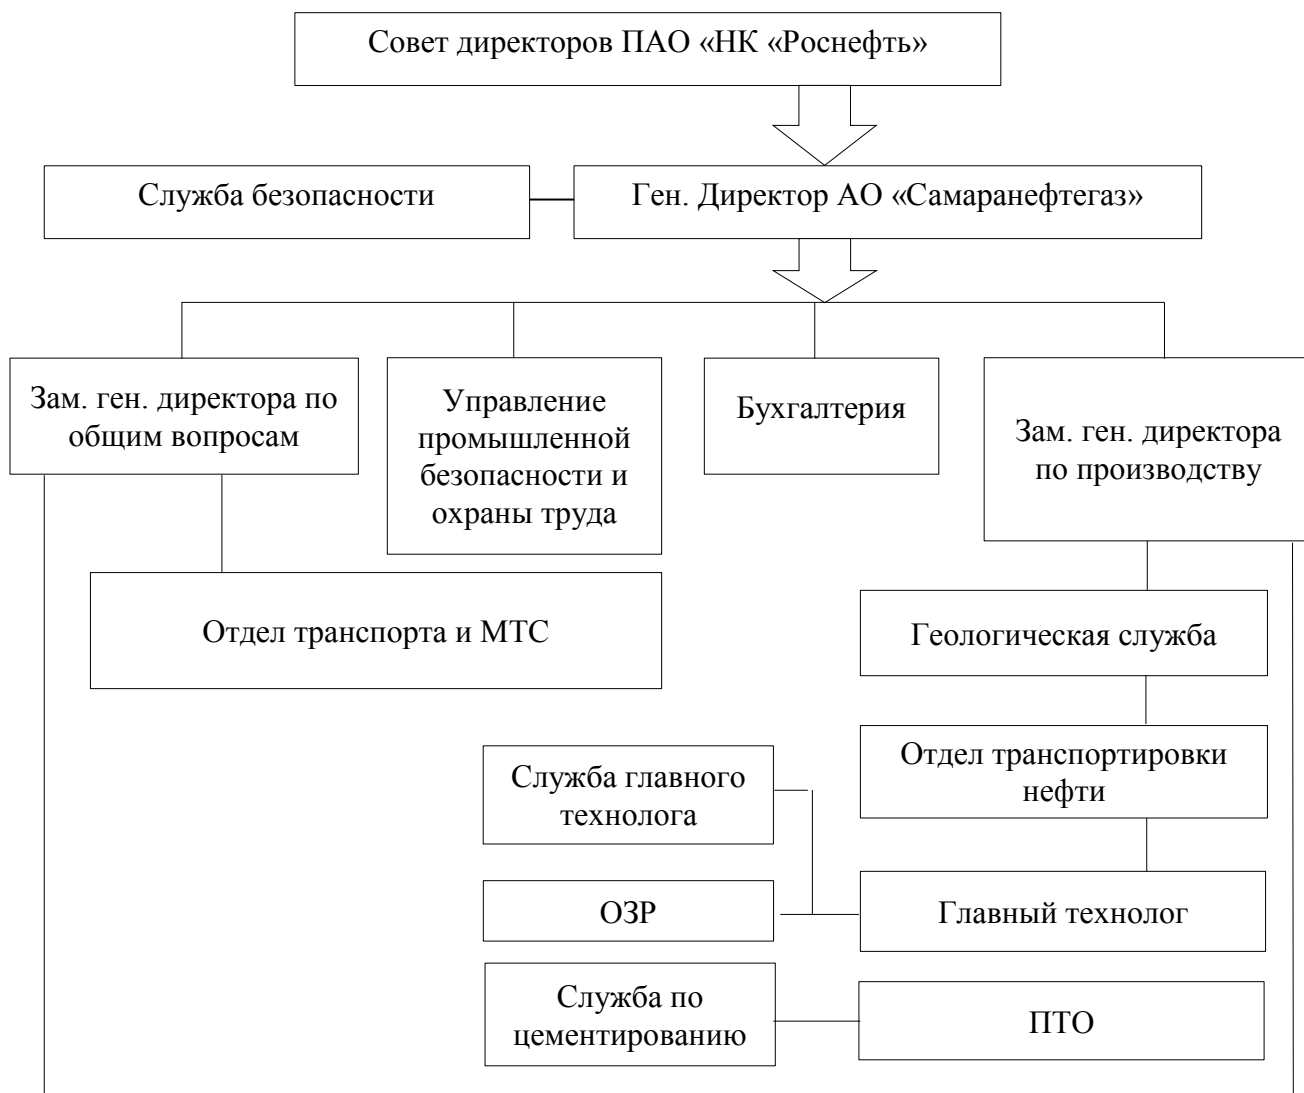 Совет директоров ПАО «НК «Роснефть»
Служба безопасности
Ген. Директор АО «Самаранефтегаз»
Зам. ген. директора по
общим вопросам
Управление
промышленной
безопасности и
охраны труда
Бухгалтерия
Зам. ген. директора
по производству
Отдел транспорта и МТС
Геологическая служба
Отдел транспортировки
нефти
Служба главного
технолога
ОЗР
Главный технолог
Служба по
цементированию
ПТО